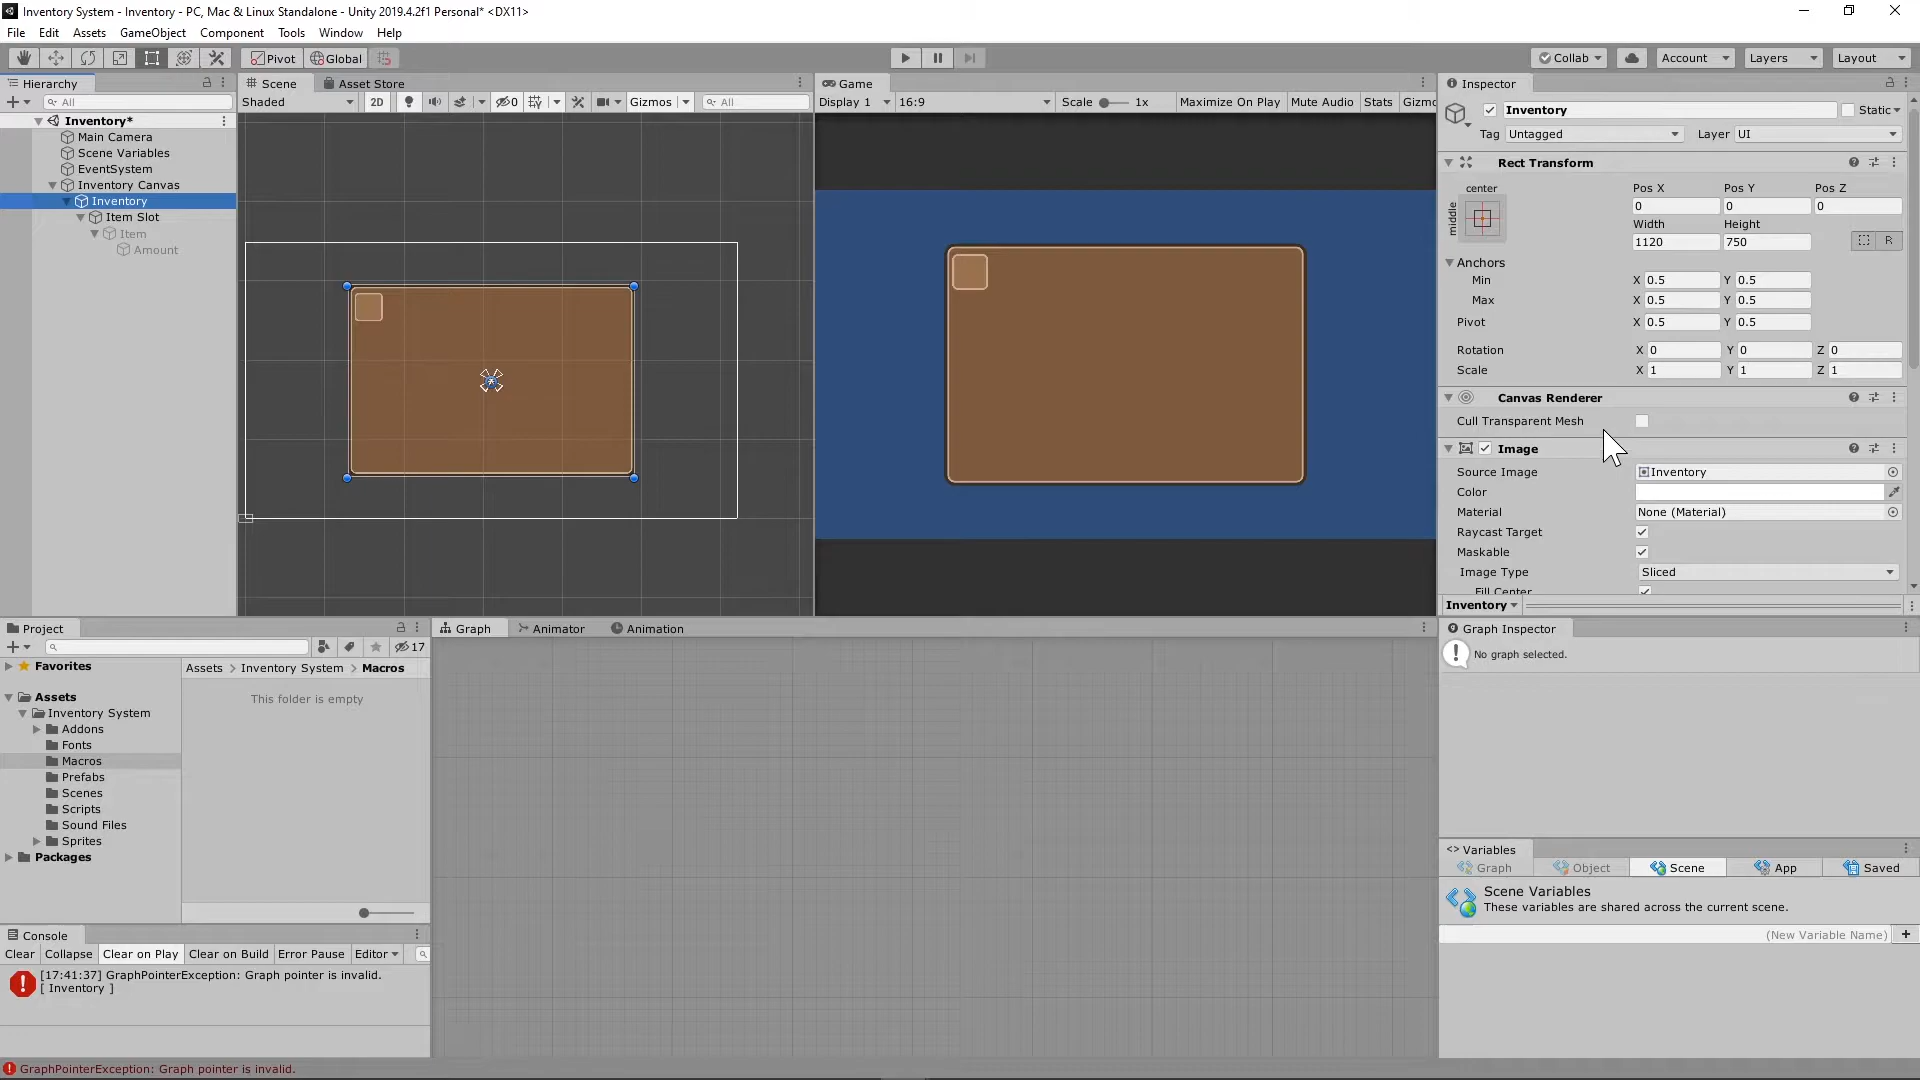 Inventory System - Inventory - PC, Mac & Linux Standalone - Unity 2019.4.2f1 Personal* <DX11>
File Edit Assets GameObject Component Tools Window Help
Pivot Global Collab Account Layers Layout
Hierarchy
All
Inventory*
Main Camera
Scene Variables
EventSystem
Inventory Canvas
Inventory
Item Slot
Item
Amount
Scene Asset Store
Shaded 2D 0 Gizmos All
Game
Display 1 16:9 Scale 1x Maximize On Play Mute Audio Stats Gizmo
Inspector
Inventory Static
Tag Untagged Layer UI
Rect Transform
center
middle
Pos X Pos Y Pos Z
0 0 0
Width Height
1120 750 R
Anchors
Min X 0.5 Y 0.5
Max X 0.5 Y 0.5
Pivot X 0.5 Y 0.5
Rotation X 0 Y 0 Z 0
Scale X 1 Y 1 Z 1
Canvas Renderer
Cull Transparent Mesh
Image
Source Image Inventory
Color
Material None (Material)
Raycast Target
Maskable
Image Type Sliced
Fill Center
Inventory
Project
17
Favorites
Assets
Inventory System
Addons
Fonts
Macros
Prefabs
Scenes
Scripts
Sound Files
Sprites
Packages
Assets > Inventory System > Macros
This folder is empty
Graph Animator Animation
Graph Inspector
No graph selected.
<> Variables
Graph Object Scene App Saved
Scene Variables
These variables are shared across the current scene.
(New Variable Name)
Console
Clear Collapse Clear on Play Clear on Build Error Pause Editor
[17:41:37] GraphPointerException: Graph pointer is invalid.
[ Inventory ]
GraphPointerException: Graph pointer is invalid.